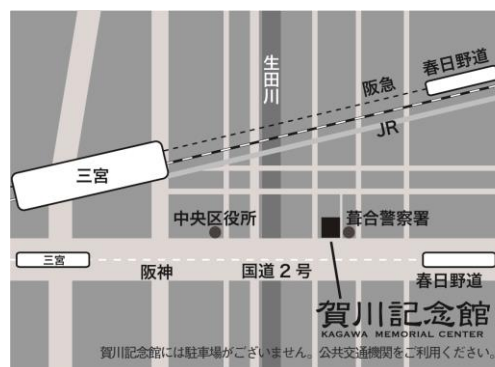 春日野道
阪急
生田川
JR
三宮
中央区役所
葺合警察署
三宮
阪神
国道2号
春日野道
賀川記念館
KAGAWA MEMORIAL CENTER
賀川記念館には駐車場がございません。公共交通機関をご利用ください。